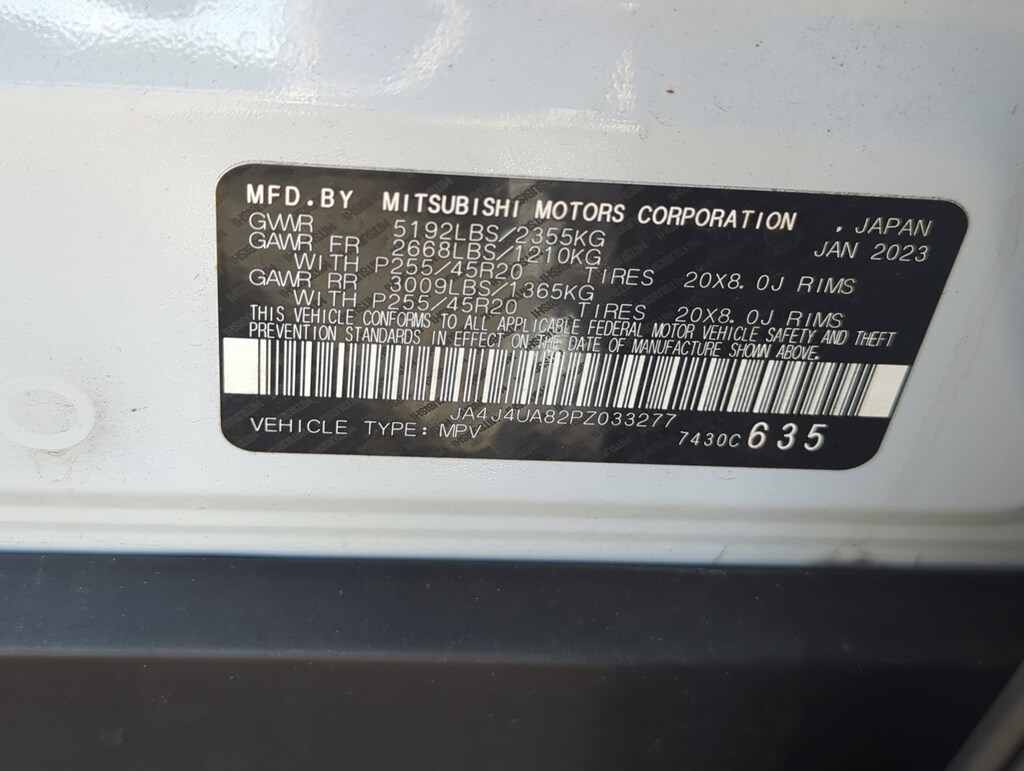 MFD.BY MITSUBISHI MOTORS CORPORATION , JAPAN
GVWR 5192LBS/2355KG JAN 2023
GAWR FR 2668LBS/1210KG
WITH P255/45R20 TIRES 20X8.0J RIMS
GAWR RR 3009LBS/1365KG
WITH P255/45R20 TIRES 20X8.0J RIMS
THIS VEHICLE CONFORMS TO ALL APPLICABLE FEDERAL MOTOR VEHICLE SAFETY AND THEFT
PREVENTION STANDARDS IN EFFECT ON THE DATE OF MANUFACTURE SHOWN ABOVE.
JA4J4UA82PZ033277
VEHICLE TYPE: MPV 7430C 635